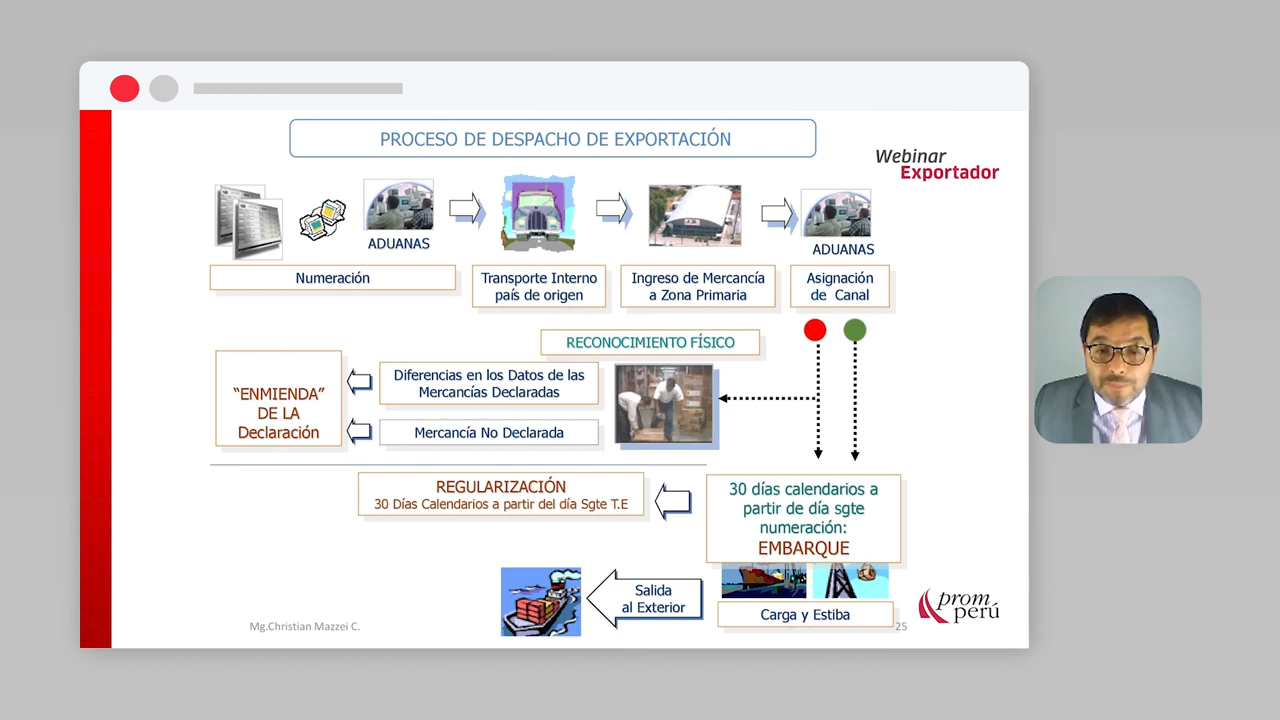 PROCESO DE DESPACHO DE EXPORTACIÓN
Webinar
Exportador
ADUANAS
ADUANAS
Numeración
Transporte Interno
país de origen
Ingreso de Mercancía
a Zona Primaria
Asignación
de Canal
RECONOCIMIENTO FÍSICO
Diferencias en los Datos de las
Mercancías Declaradas
“ENMIENDA”
DE LA
Declaración
Mercancía No Declarada
REGULARIZACIÓN
30 Días Calendarios a partir del día Sgte T.E
30 días calendarios a
partir de día sgte
numeración:
EMBARQUE
Salida
al Exterior
Carga y Estiba
prom
perú
Mg.Christian Mazzei C.
25